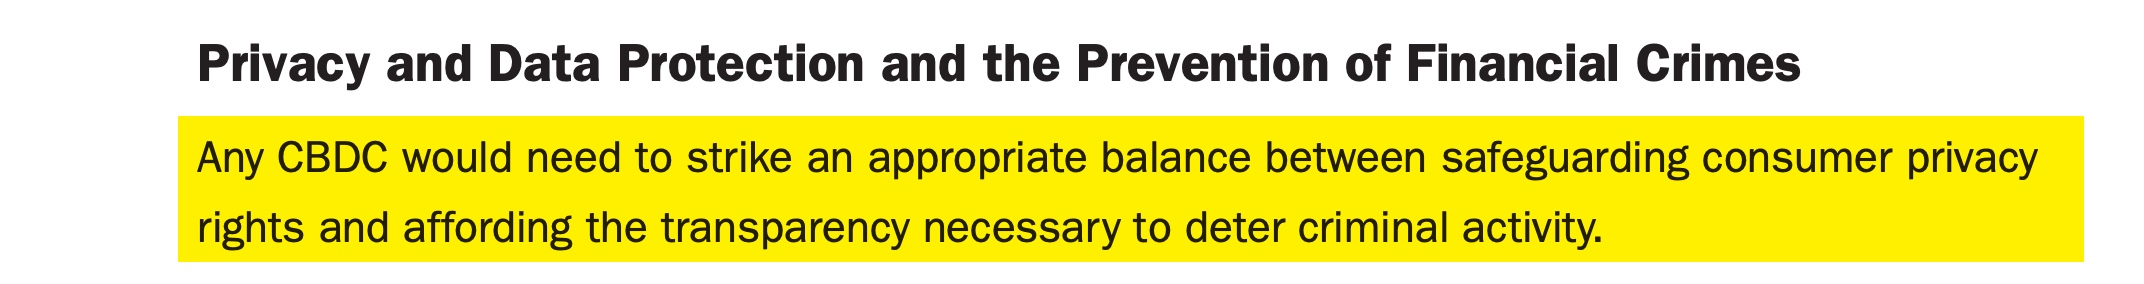 Privacy and Data Protection and the Prevention of Financial Crimes
Any CBDC would need to strike an appropriate balance between safeguarding consumer privacy
rights and affording the transparency necessary to deter criminal activity.